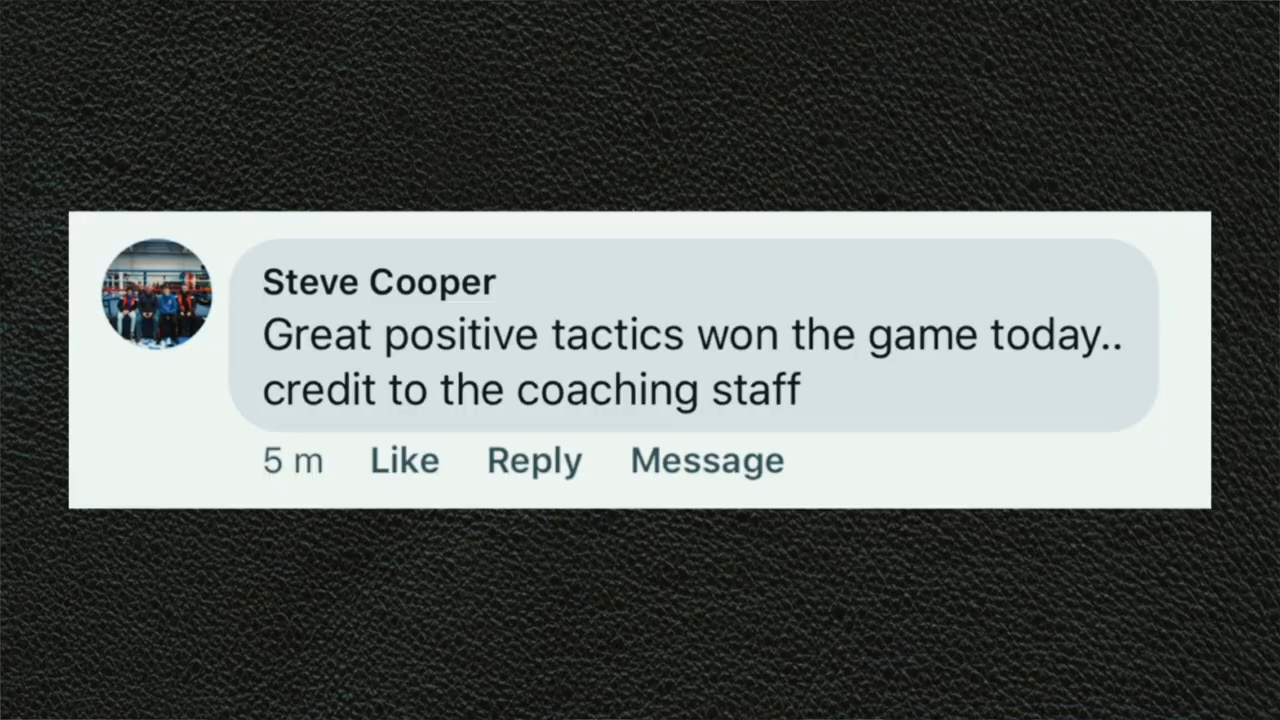 Steve Cooper
Great positive tactics won the game today..
credit to the coaching staff
5 m Like Reply Message